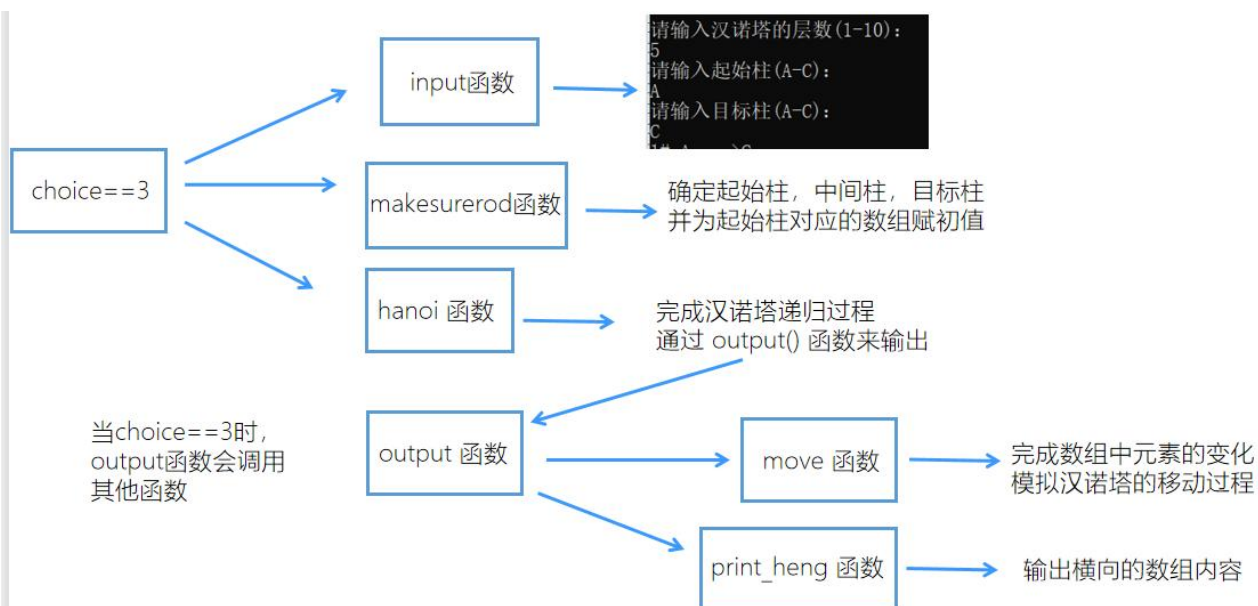 input函数
请输入汉诺塔的层数(1-10):
5
请输入起始柱(A-C):
A
请输入目标柱(A-C):
C
choice==3
makesurerod函数
确定起始柱，中间柱，目标柱
并为起始柱对应的数组赋初值
hanoi 函数
完成汉诺塔递归过程
通过 output() 函数来输出
当choice==3时，
output函数会调用
其他函数
output 函数
move 函数
完成数组中元素的变化
模拟汉诺塔的移动过程
print_heng 函数
输出横向的数组内容